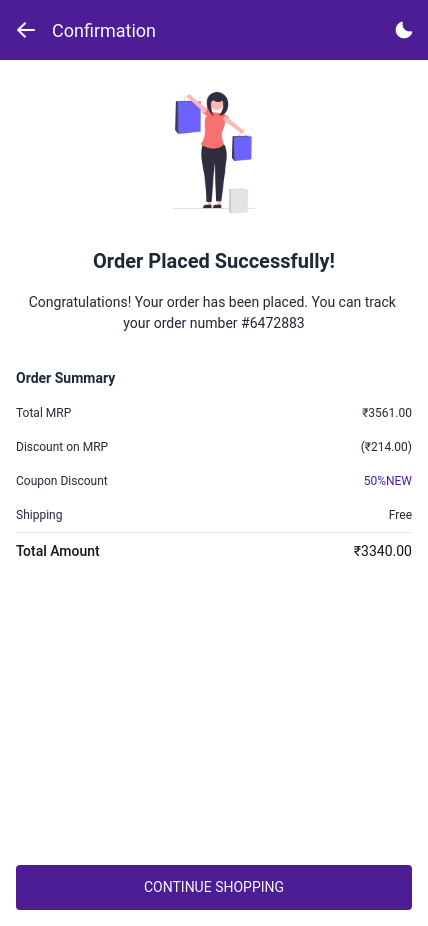 Confirmation
Order Placed Successfully!
Congratulations! Your order has been placed. You can track
your order number #6472883
Order Summary
Total MRP ₹3561.00
Discount on MRP (₹214.00)
Coupon Discount 50%NEW
Shipping Free
Total Amount ₹3340.00
CONTINUE SHOPPING